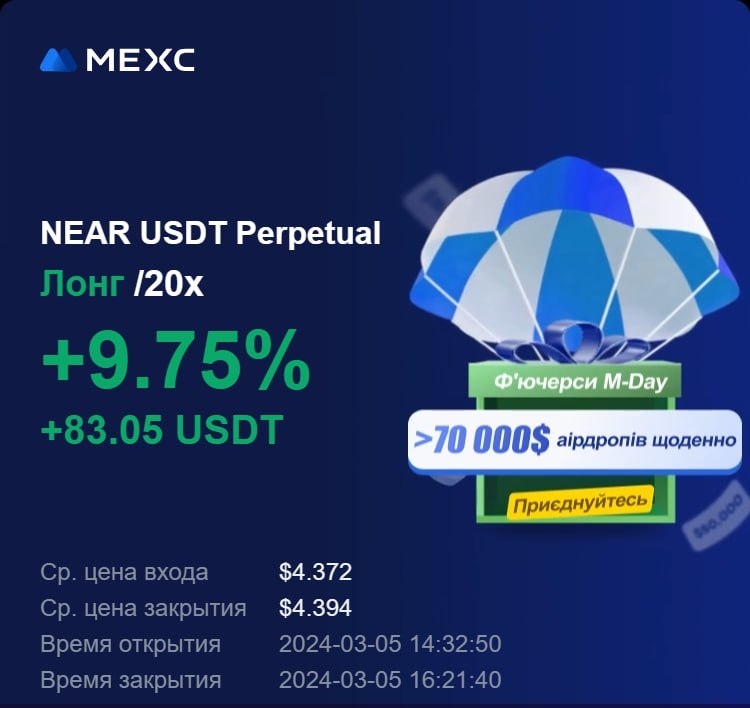 MEXC
NEAR USDT Perpetual
Лонг /20x
+9.75%
+83.05 USDT
Ф'ючерси M-Day
>70 000$ аірдропів щоденно
Приєднуйтесь
$50.000
Ср. цена входа $4.372
Ср. цена закрытия $4.394
Время открытия 2024-03-05 14:32:50
Время закрытия 2024-03-05 16:21:40